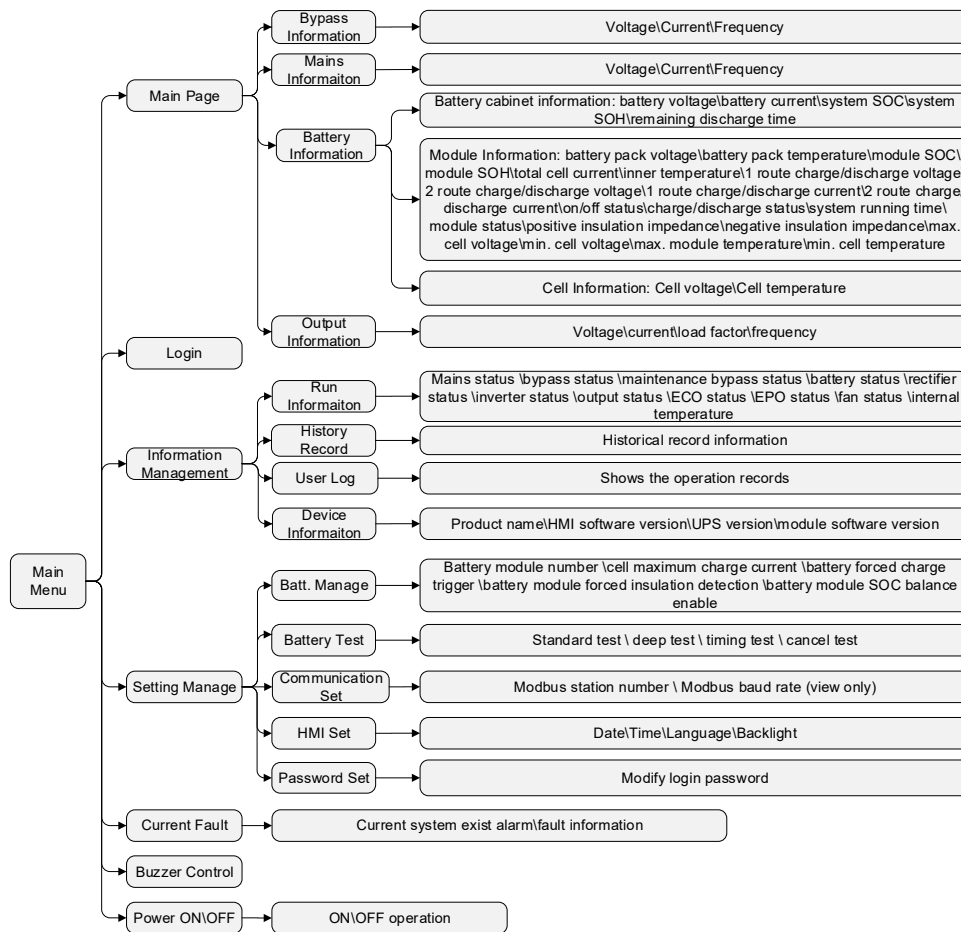 Bypass
Information
Voltage\Current\Frequency
Mains
Informaiton
Voltage\Current\Frequency
Main Page
Battery
Information
Battery cabinet information: battery voltage\battery current\system SOC\system
SOH\remaining discharge time
Module Information: battery pack voltage\battery pack temperature\module SOC\
module SOH\total cell current\inner temperature\1 route charge/discharge voltage
2 route charge/discharge voltage\1 route charge/discharge current\2 route charge/
discharge current\on/off status\charge/discharge status\system running time\
module status\positive insulation impedance\negative insulation impedance\max.
cell voltage\min. cell voltage\max. module temperature\min. cell temperature
Cell Information: Cell voltage\Cell temperature
Output
Information
Voltage\current\load factor\frequency
Login
Run
Informaiton
Mains status \bypass status \maintenance bypass status \battery status \rectifier
status \inverter status \output status \ECO status \EPO status \fan status \internal
temperature
History
Record
Historical record information
Information
Management
User Log
Shows the operation records
Device
Informaiton
Product name\HMI software version\UPS version\module software version
Main
Menu
Batt. Manage
Battery module number \cell maximum charge current \battery forced charge
trigger \battery module forced insulation detection \battery module SOC balance
enable
Battery Test
Standard test \ deep test \ timing test \ cancel test
Setting Manage
Communication
Set
Modbus station number \ Modbus baud rate (view only)
HMI Set
Date\Time\Language\Backlight
Password Set
Modify login password
Current Fault
Current system exist alarm\fault information
Buzzer Control
Power ON\OFF
ON\OFF operation